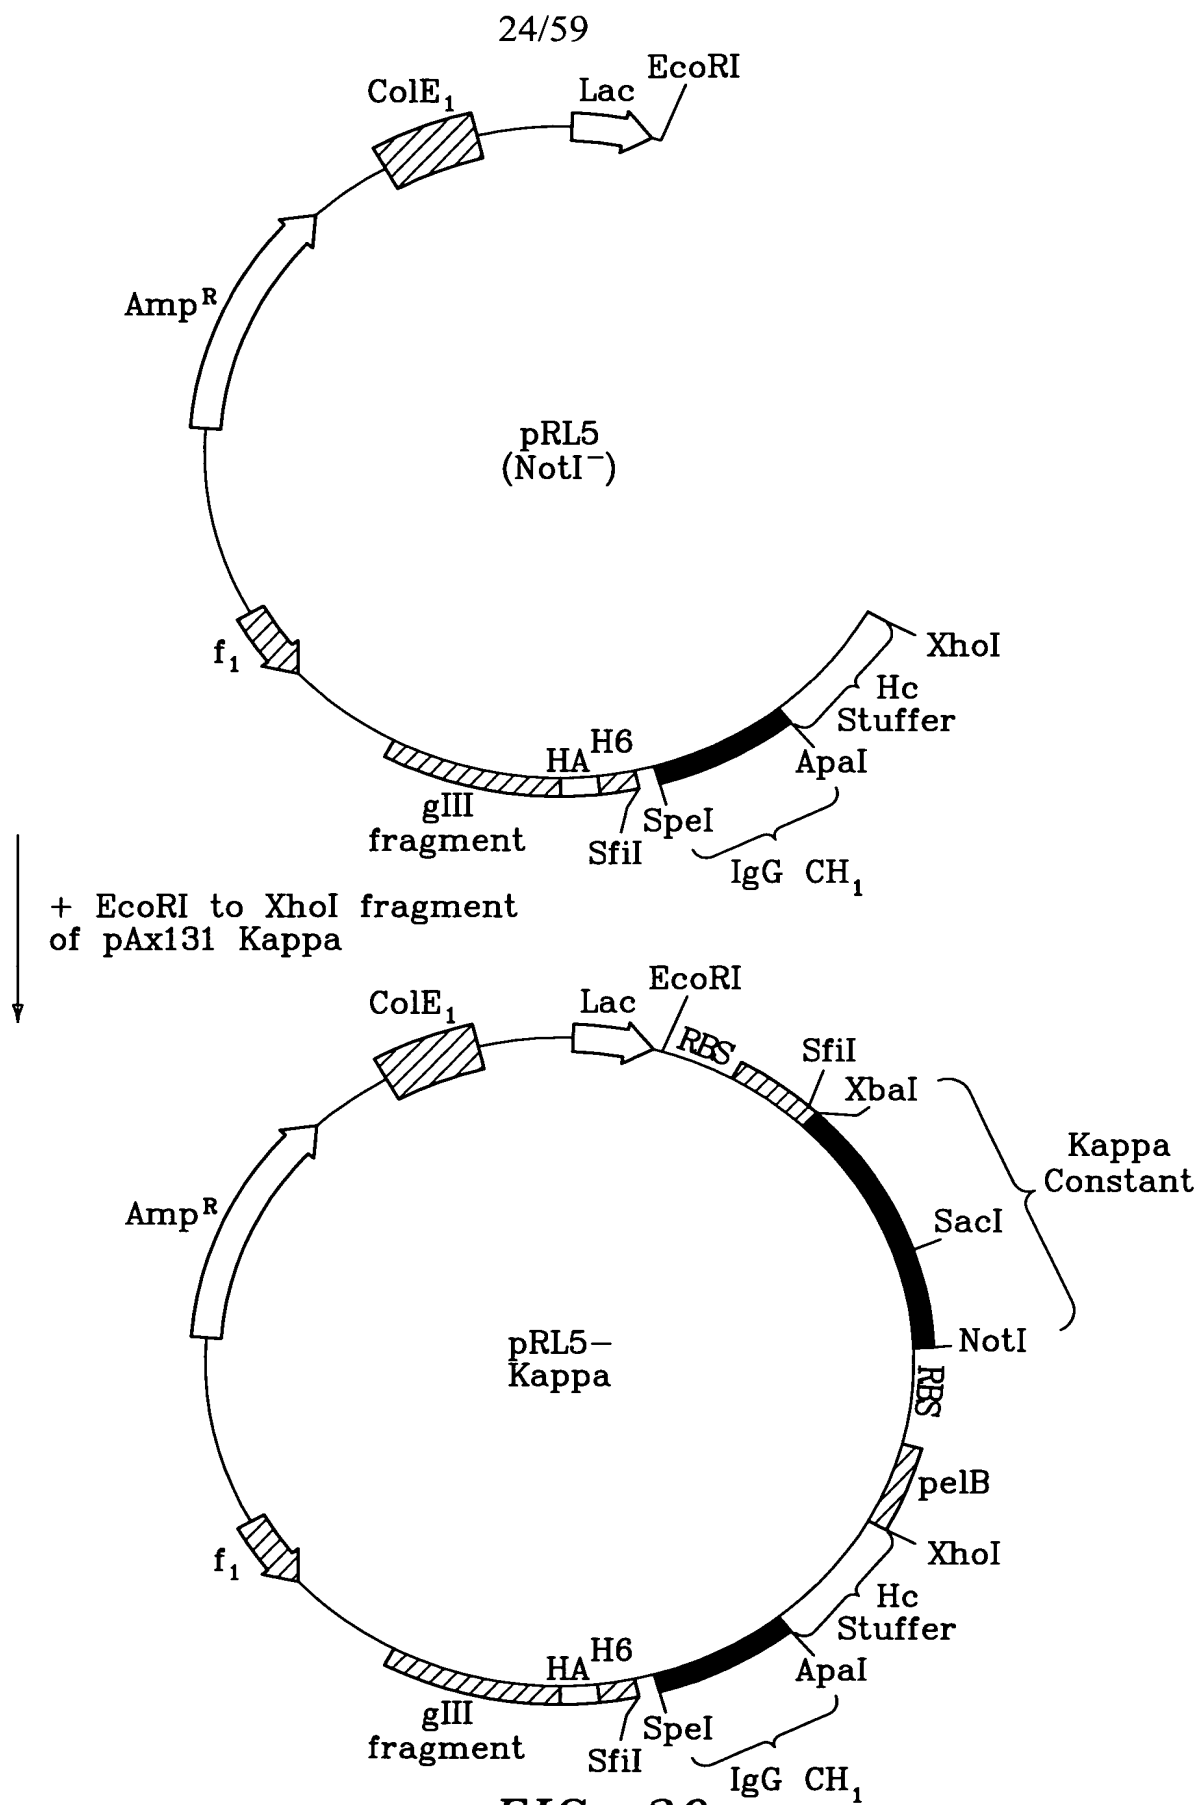 24/59
EcoRI
Lac
ColE1
AmpR
pRL5
(NotI−)
f1
XhoI
Hc
Stuffer
ApaI
H6
HA
SpeI
SfiI
gIII
fragment
IgG CH1
+ EcoRI to XhoI fragment
of pAx131 Kappa
EcoRI
Lac
ColE1
RBS
SfiI
XbaI
Kappa
Constant
AmpR
SacI
NotI
pRL5−
Kappa
RBS
pelB
XhoI
f1
Hc
Stuffer
ApaI
H6
HA
SpeI
SfiI
gIII
fragment
IgG CH1